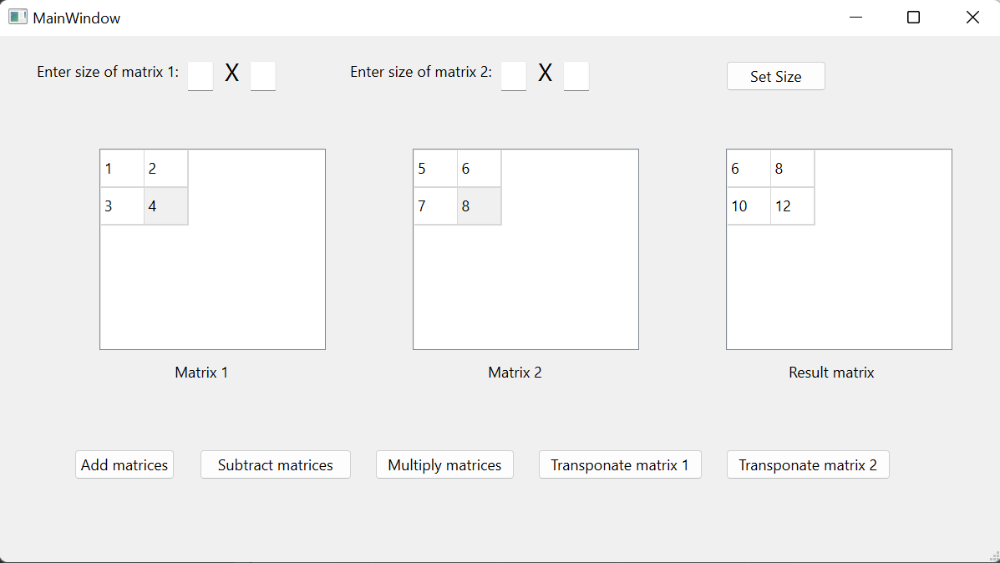 MainWindow
Enter size of matrix 1: X Enter size of matrix 2: X Set Size
1 2 5 6 6 8
3 4 7 8 10 12
Matrix 1 Matrix 2 Result matrix
Add matrices Subtract matrices Multiply matrices Transponate matrix 1 Transponate matrix 2